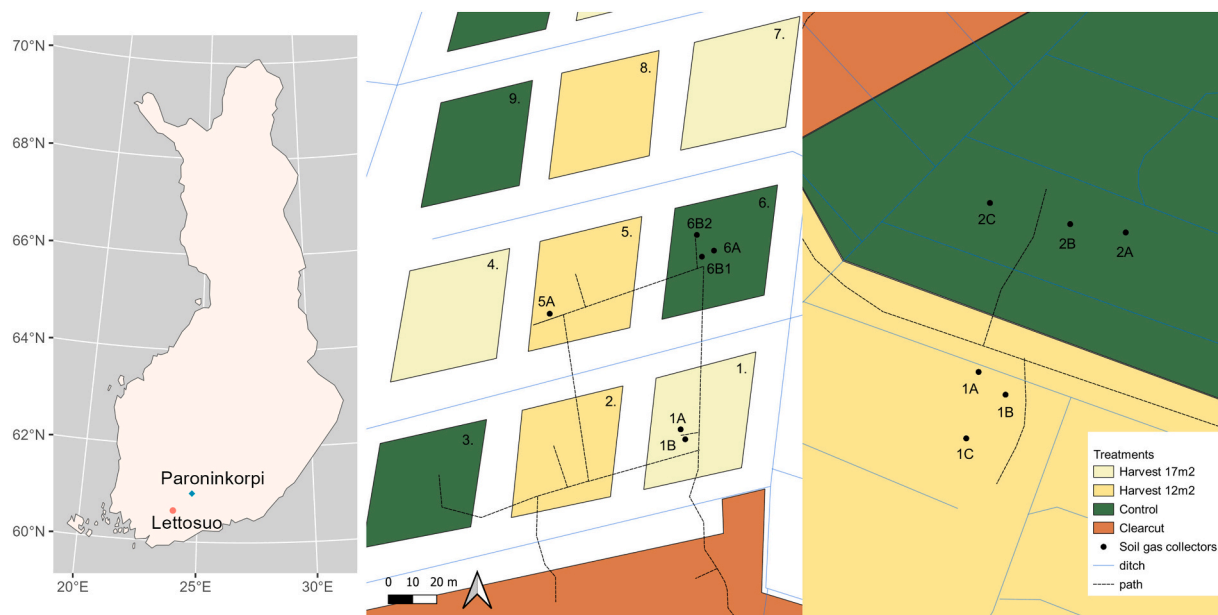 70°N
68°N
66°N
64°N
62°N
60°N
Paroninkorpi
Lettosuo
20°E
25°E
30°E
7.
8.
9.
6.
6B2
6A
6B1
5.
4.
5A
1.
2.
1A
1B
3.
0 10 20 m
2C
2B
2A
1A
1B
1C
Treatments
Harvest 17m2
Harvest 12m2
Control
Clearcut
Soil gas collectors
ditch
path